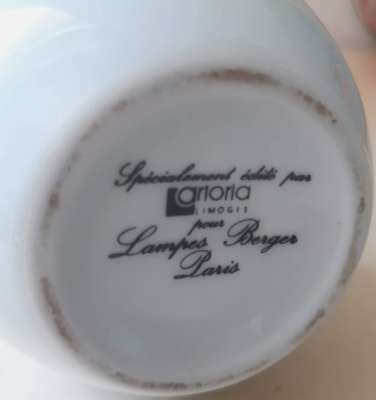 Spécialement édité par
artoria
LIMOGES
pour
Lampes Berger
Paris